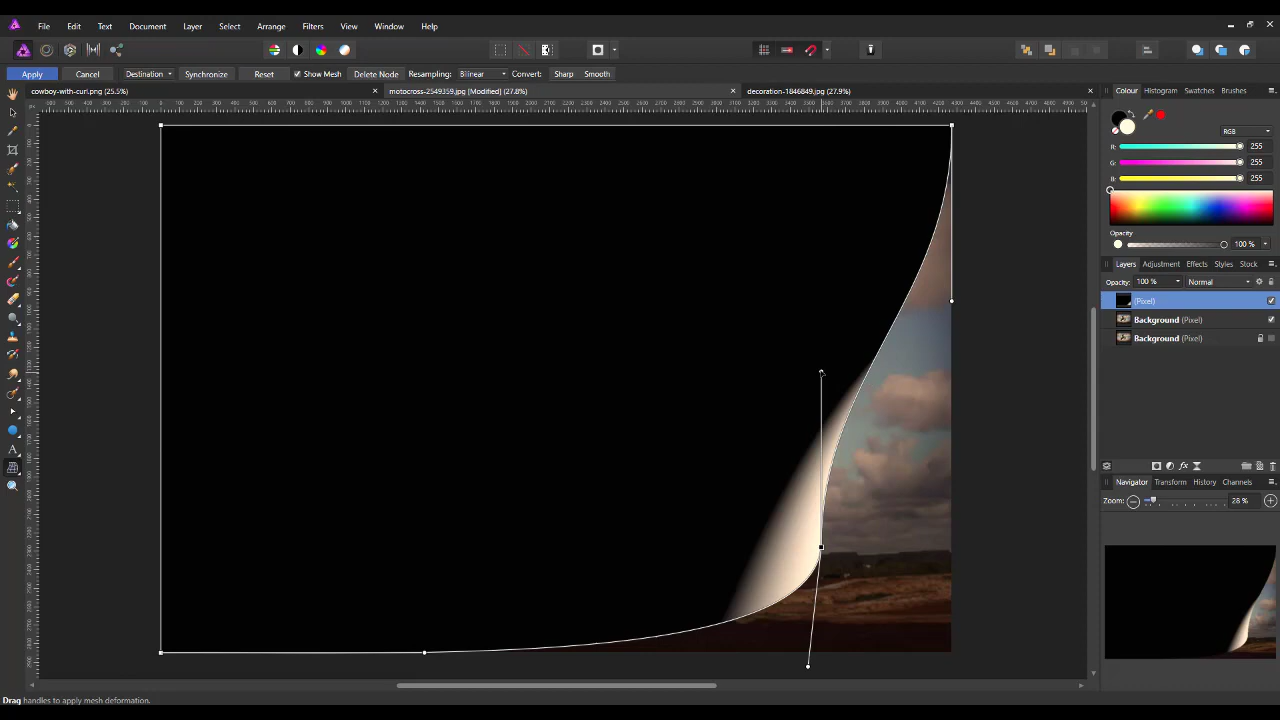 File Edit Text Document Layer Select Arrange Filters View Window Help
Apply Cancel Destination Synchronize Reset Show Mesh Delete Node Resampling: Bilinear Convert: Sharp Smooth
cowboy-with-curl.png (25.5%) motocross-2549359.jpg [Modified] (27.8%) decoration-1846849.jpg (27.9%)
Colour Histogram Swatches Brushes
RGB
R: 255
G: 255
B: 255
Opacity
100 %
Layers Adjustment Effects Styles Stock
Opacity: 100 % Normal
(Pixel)
Background (Pixel)
Background (Pixel)
fx
Navigator Transform History Channels
Zoom: 28 %
Drag handles to apply mesh deformation.